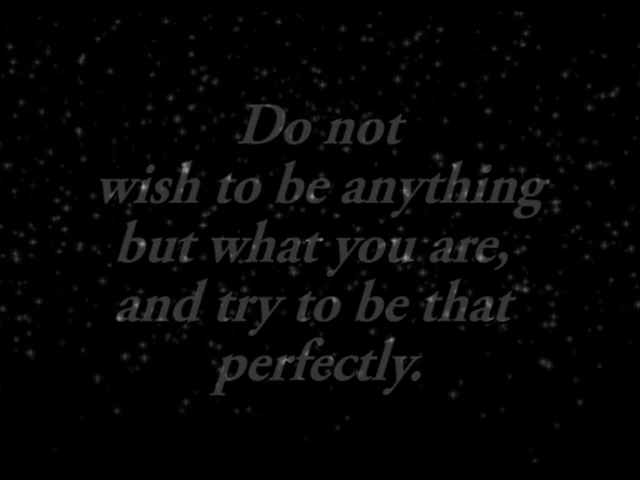 Do not
wish to be anything
but what you are,
and try to be that
perfectly.